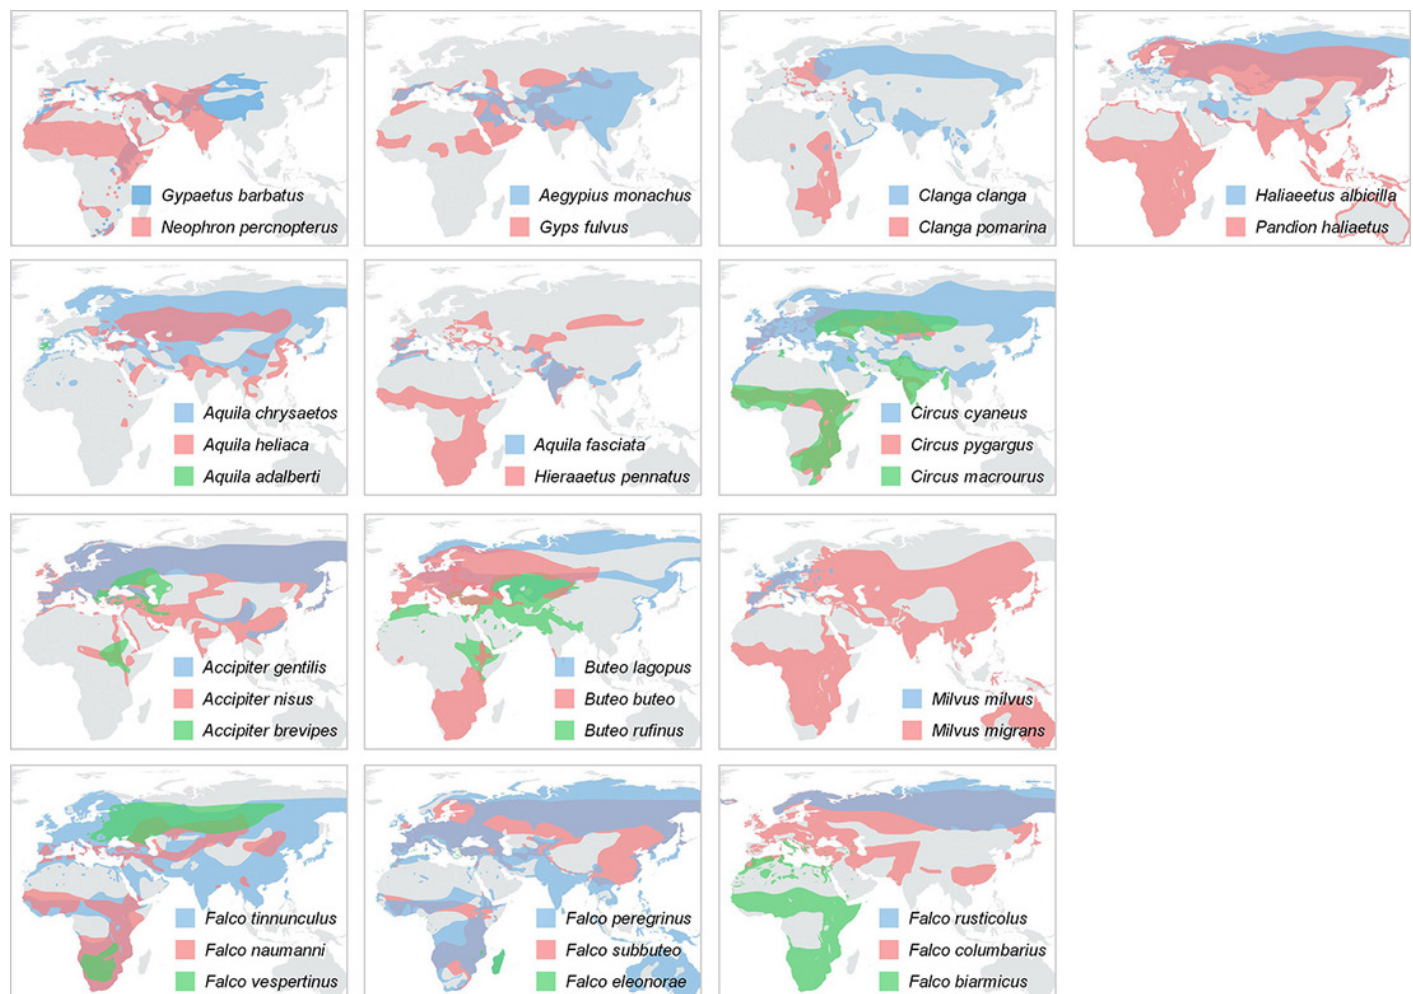 Gypaetus barbatus
Neophron percnopterus
Aegypius monachus
Gyps fulvus
Clanga clanga
Clanga pomarina
Haliaeetus albicilla
Pandion haliaetus
Aquila chrysaetos
Aquila heliaca
Aquila adalberti
Aquila fasciata
Hieraaetus pennatus
Circus cyaneus
Circus pygargus
Circus macrourus
Accipiter gentilis
Accipiter nisus
Accipiter brevipes
Buteo lagopus
Buteo buteo
Buteo rufinus
Milvus milvus
Milvus migrans
Falco tinnunculus
Falco naumanni
Falco vespertinus
Falco peregrinus
Falco subbuteo
Falco eleonorae
Falco rusticolus
Falco columbarius
Falco biarmicus